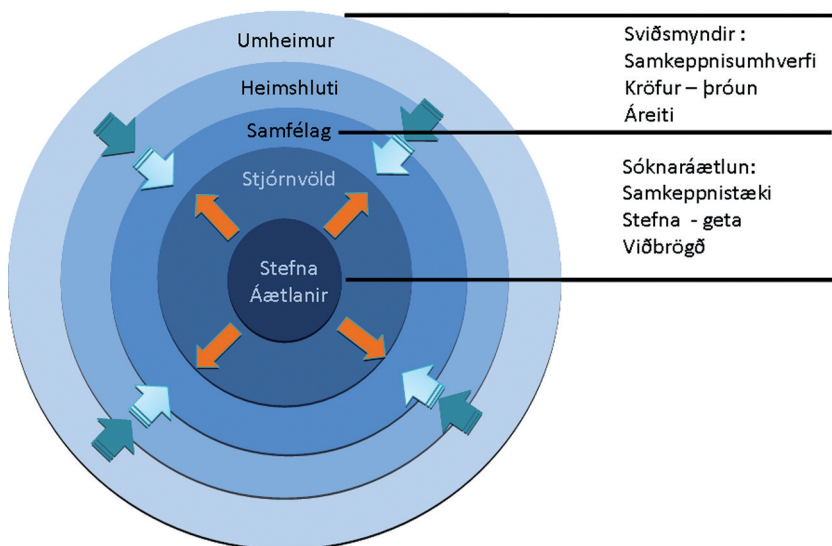 Umheimur
Heimshluti
Samfélag
Stjórnvöld
Stefna
Áætlanir
Sviðsmyndir :
Samkeppnisumhverfi
Kröfur – þróun
Áreiti
Sóknaráætlun:
Samkeppnistæki
Stefna - geta
Viðbrögð